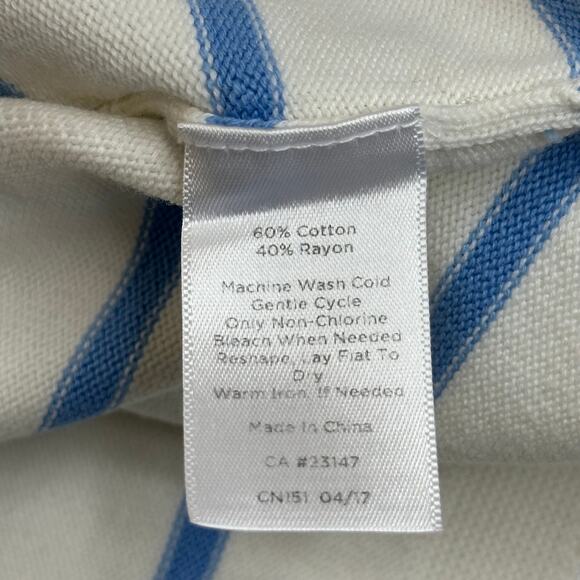 60% Cotton
40% Rayon
Machine Wash Cold
Gentle Cycle
Only Non-Chlorine
Bleach When Needed
Reshape, Lay Flat To
Dry
Warm Iron, If Needed
Made In China
CA #23147
CN151 04/17